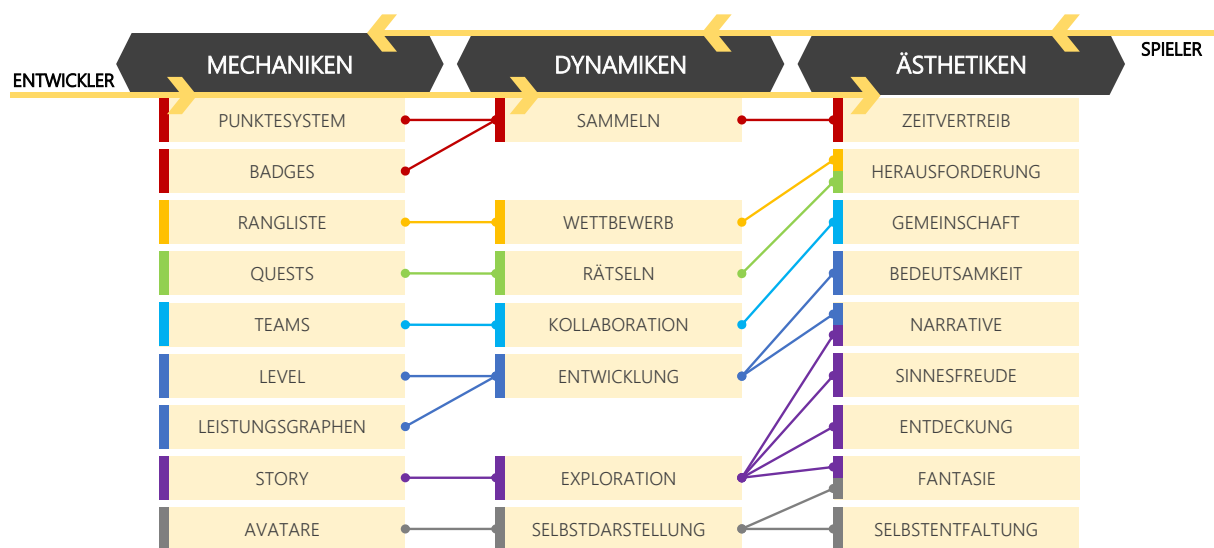 SPIELER
ENTWICKLER
MECHANIKEN
DYNAMIKEN
ÄSTHETIKEN
PUNKTESYSTEM
SAMMELN
ZEITVERTREIB
BADGES
HERAUSFORDERUNG
RANGLISTE
WETTBEWERB
GEMEINSCHAFT
QUESTS
RÄTSELN
BEDEUTSAMKEIT
TEAMS
KOLLABORATION
NARRATIVE
LEVEL
ENTWICKLUNG
SINNESFREUDE
LEISTUNGSGRAPHEN
ENTDECKUNG
STORY
EXPLORATION
FANTASIE
AVATARE
SELBSTDARSTELLUNG
SELBSTENTFALTUNG